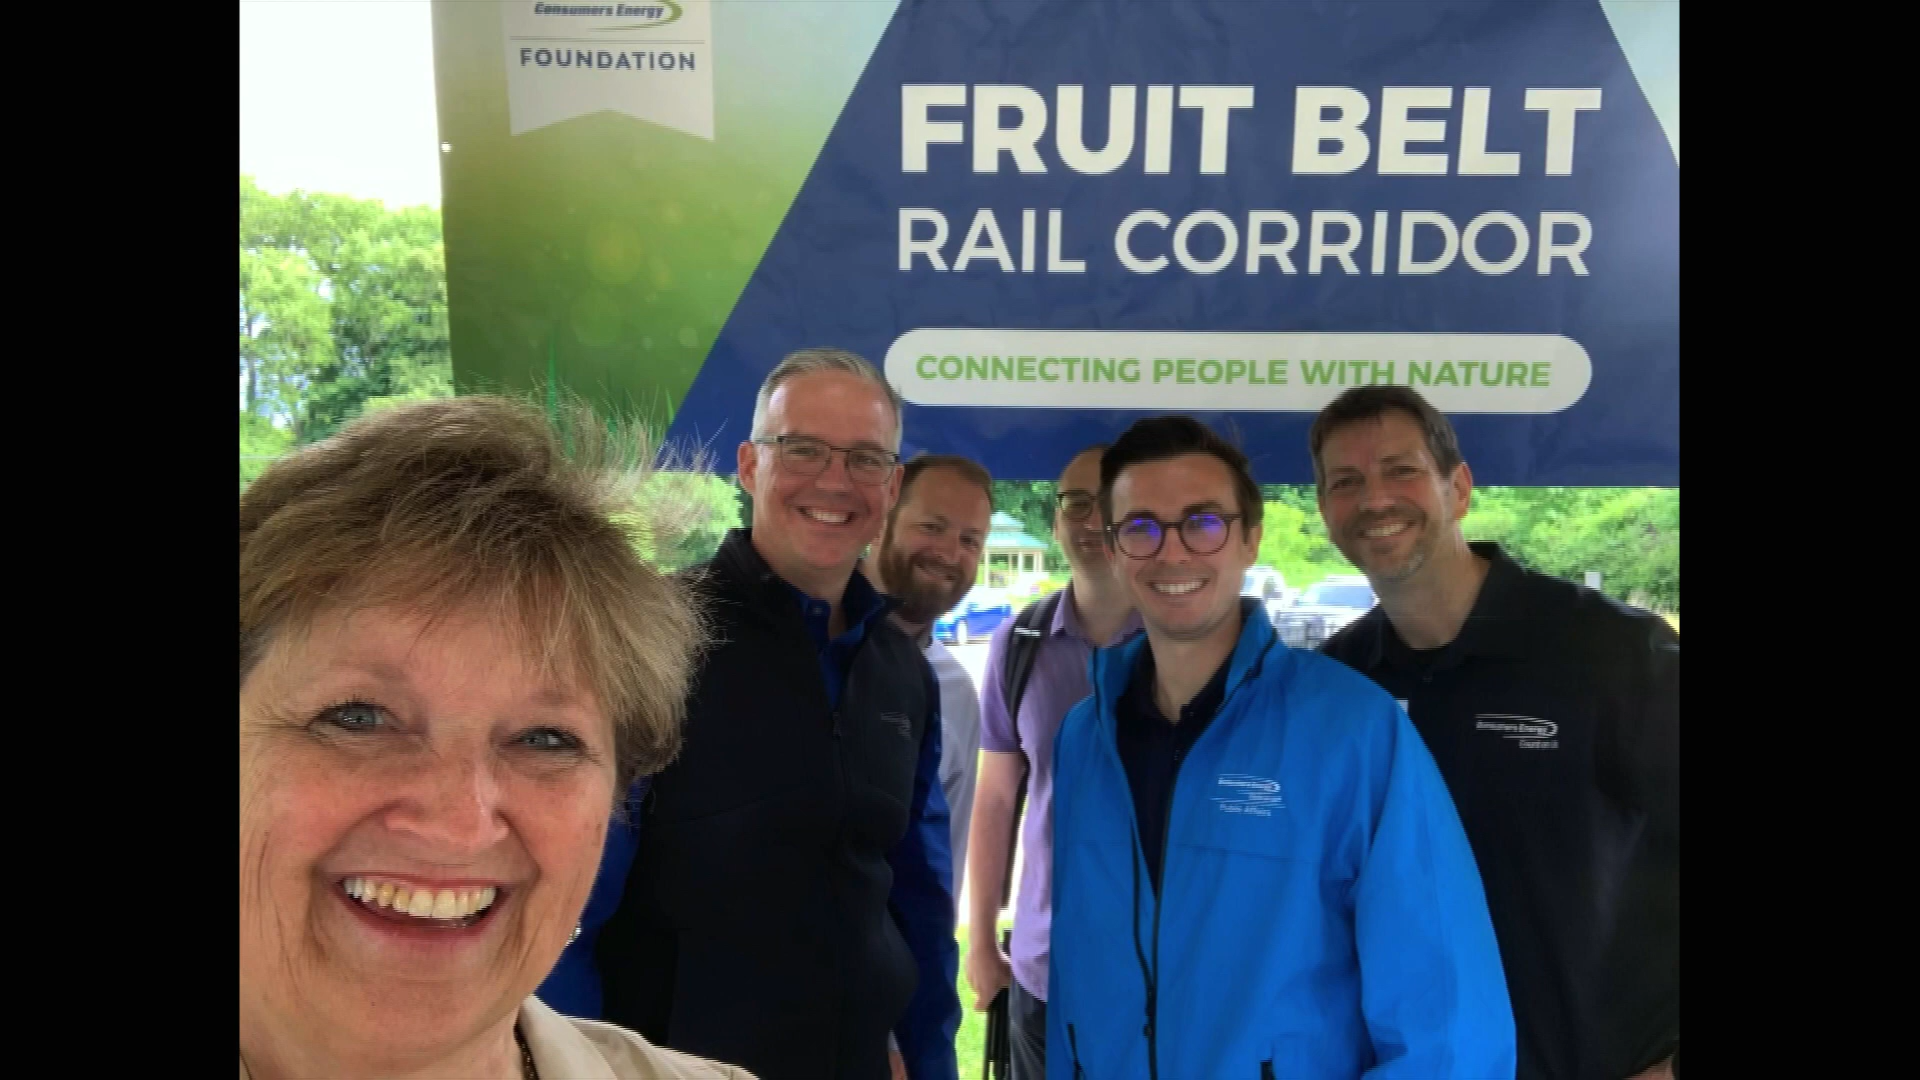 Consumers Energy
FOUNDATION
FRUIT BELT
RAIL CORRIDOR
CONNECTING PEOPLE WITH NATURE
Consumers Energy
Consumers Energy
Public Affairs